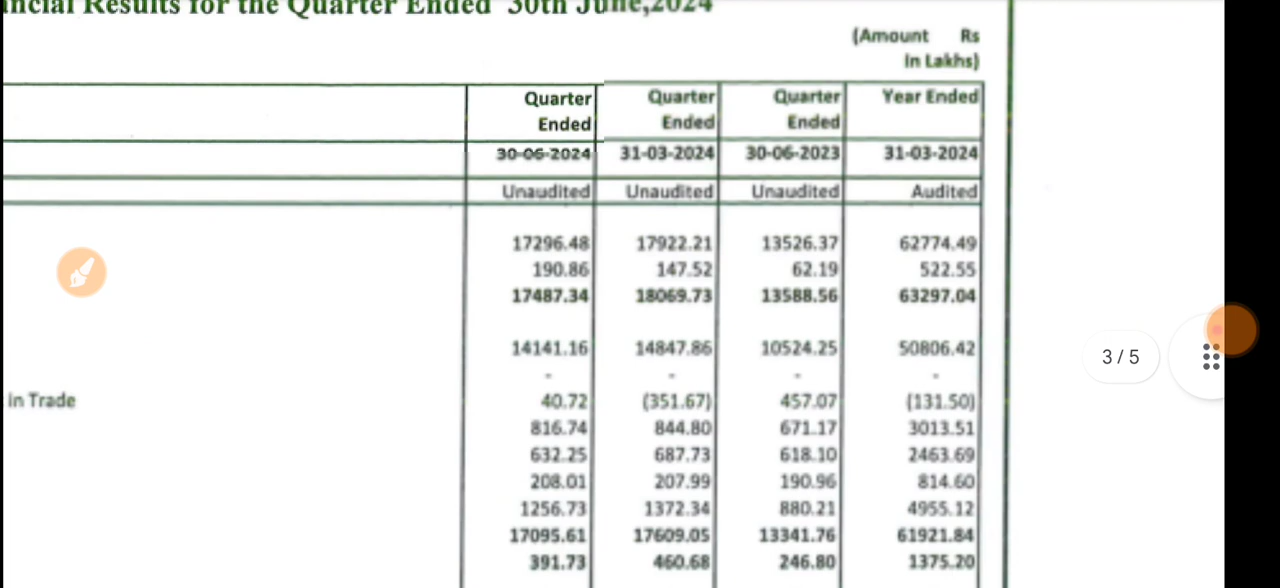 ncial Results for the Quarter Ended 30th June,2024
(Amount Rs
In Lakhs)
Quarter Quarter Quarter Year Ended
Ended Ended Ended
30-06-2024 31-03-2024 30-06-2023 31-03-2024
Unaudited Unaudited Unaudited Audited
17296.48 17922.21 13526.37 62774.49
190.86 147.52 62.19 522.55
17487.34 18069.73 13588.56 63297.04
14141.16 14847.86 10524.25 50806.42
- - - -
in Trade 40.72 (351.67) 457.07 (131.50)
816.74 844.80 671.17 3013.51
632.25 687.73 618.10 2463.69
208.01 207.99 190.96 814.60
1256.73 1372.34 880.21 4955.12
17095.61 17609.05 13341.76 61921.84
391.73 460.68 246.80 1375.20
3 / 5